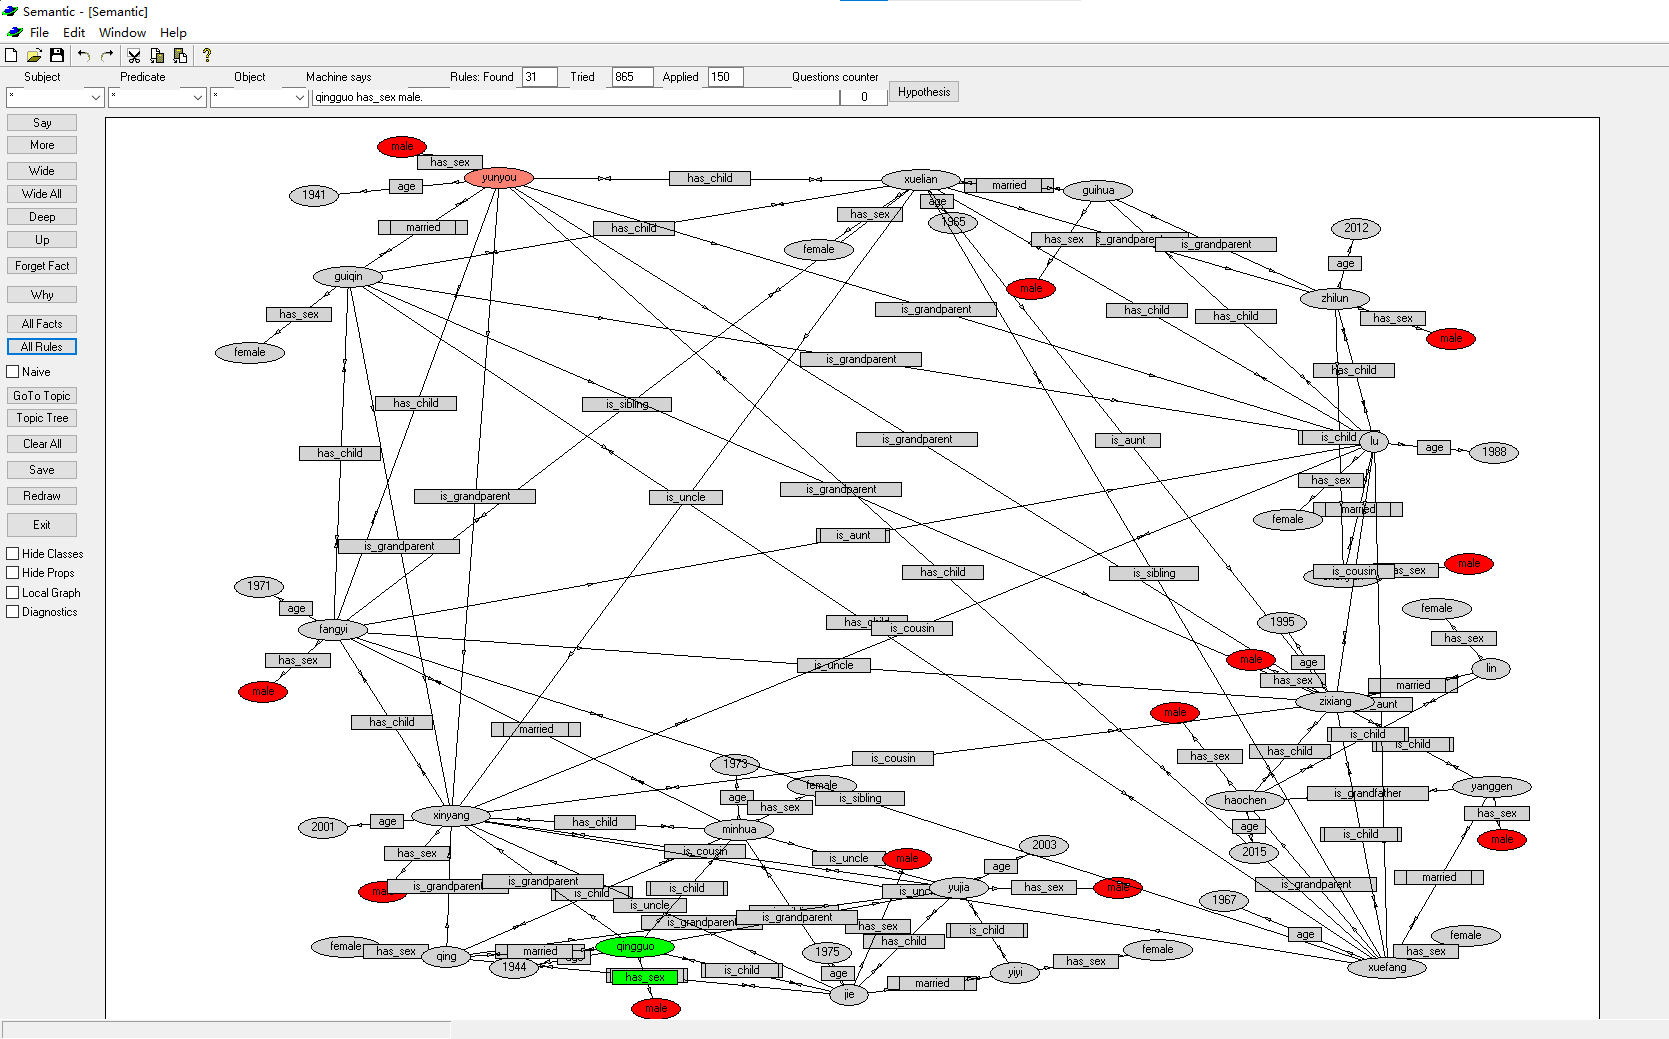 Semantic - [Semantic]
File Edit Window Help
Subject Predicate Object Machine says Rules: Found 31 Tried 865 Applied 150 Questions counter
* * * qingguo has_sex male. 0 Hypothesis
Say
More
Wide
Wide All
Deep
Up
Forget Fact
Why
All Facts
All Rules
Naive
GoTo Topic
Topic Tree
Clear All
Save
Redraw
Exit
Hide Classes
Hide Props
Local Graph
Diagnostics
male
has_sex
yunyou has_child xuelian married guihua
1941 age
age
married has_child has_sex 1965
has_sex is_grandparent 2012
female
age
guiqin
male zhilun
has_sex is_grandparent has_child has_child has_sex
female male
is_grandparent
has_child
has_child is_sibling
is_grandparent is_aunt is_child lu age 1988
has_child
has_sex
is_grandparent is_uncle is_grandparent
married
female
is_aunt
is_grandparent
male
has_child is_sibling is_cousin
1971
age female
fangyi is_cousin 1995 has_sex
has_sex is_uncle male age lin
male has_sex married
zixiang aunt
has_child married male is_child is_child
has_sex has_child
is_cousin
1973 female yanggen
age is_sibling haochen is_grandfather
has_sex has_sex
xinyang
2001 age has_child minhua age is_child male
has_sex is_cousin is_uncle male 2003 2015
age
is_grandparent is_grandparent is_child is_child yujia has_sex male is_grandparent married
is_uncle 1967
is_grandparent is_grandparent has_sex is_child age female
female has_sex qing married qingguo has_child female has_sex
1944 1975 has_sex xuefang
has_sex is_child age yiyi
jie married
male